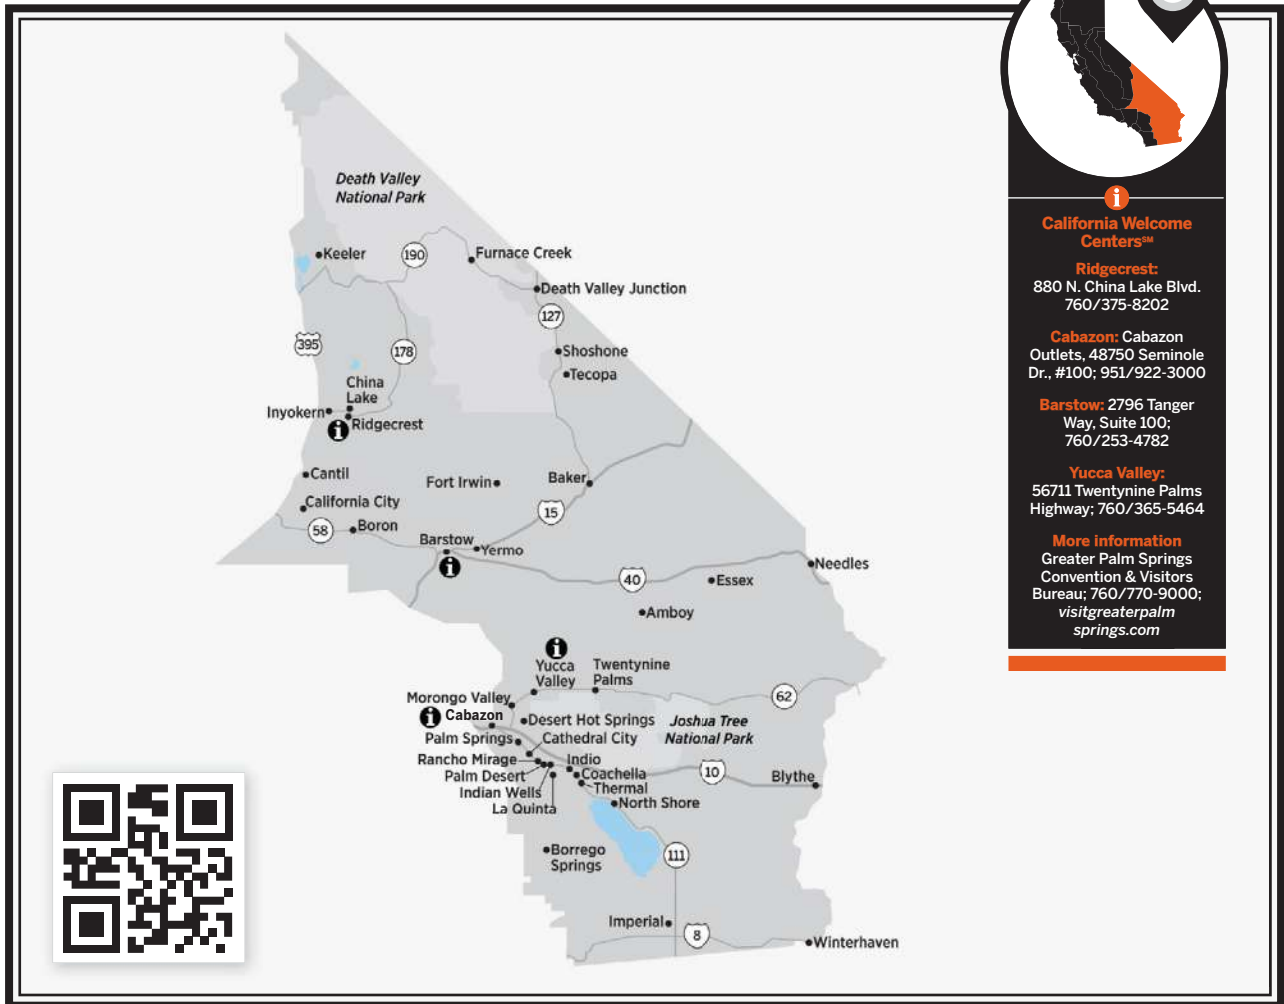 Death Valley
National Park
Keeler
190
Furnace Creek
Death Valley Junction
127
395
178
Shoshone
Tecopa
China
Lake
Inyokern
Ridgecrest
i
Cantil
Fort Irwin
Baker
California City
15
58
Boron
Barstow
Yermo
i
40
Essex
Needles
Amboy
i
Yucca
Valley
Twentynine
Palms
62
Morongo Valley
i
Cabazon
Desert Hot Springs
Joshua Tree
National Park
Palm Springs
Cathedral City
Rancho Mirage
Indio
10
Palm Desert
Coachella
Blythe
Indian Wells
Thermal
La Quinta
North Shore
Borrego
Springs
111
Imperial
8
Winterhaven
i
California Welcome
Centers℠
Ridgecrest:
880 N. China Lake Blvd.
760/375-8202
Cabazon: Cabazon
Outlets, 48750 Seminole
Dr., #100; 951/922-3000
Barstow: 2796 Tanger
Way, Suite 100;
760/253-4782
Yucca Valley:
56711 Twentynine Palms
Highway; 760/365-5464
More information
Greater Palm Springs
Convention & Visitors
Bureau; 760/770-9000;
visitgreaterpalm
springs.com